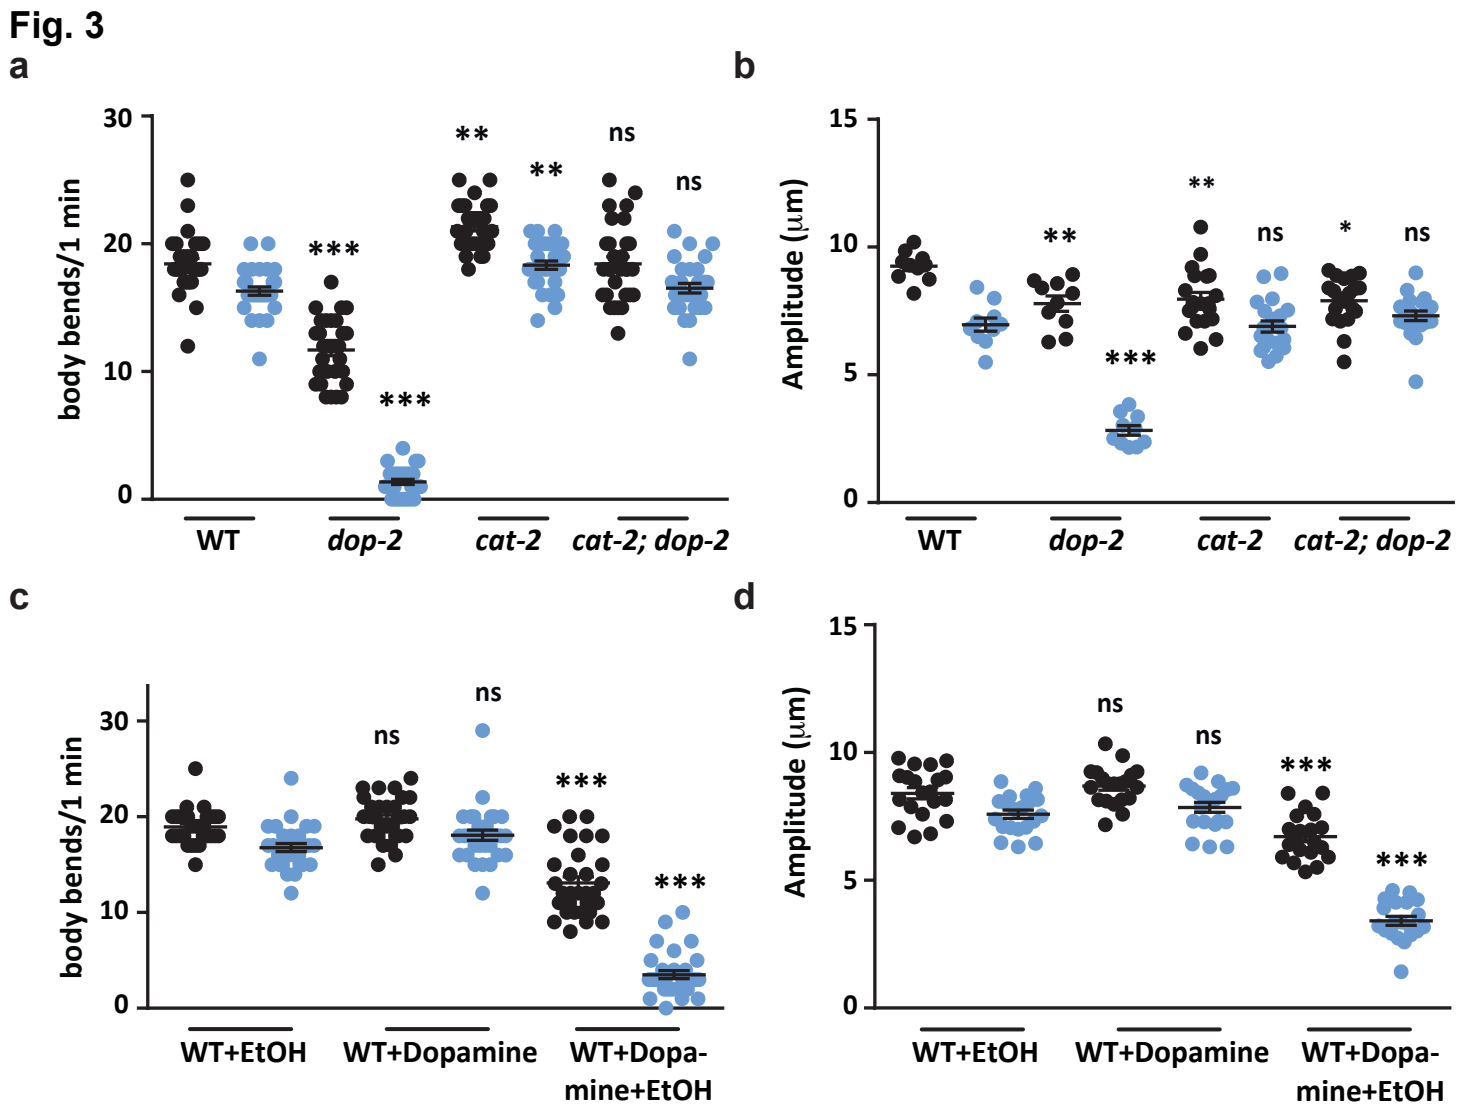 Fig. 3
a
body bends/1 min
30
20
10
0
***
***
**
**
ns
ns
WT
dop-2
cat-2
cat-2; dop-2
b
Amplitude (μm)
15
10
5
0
**
***
**
ns
*
ns
WT
dop-2
cat-2
cat-2; dop-2
c
body bends/1 min
30
20
10
0
ns
ns
***
***
WT+EtOH
WT+Dopamine
WT+Dopa-
mine+EtOH
d
Amplitude (μm)
15
10
5
0
ns
ns
***
***
WT+EtOH
WT+Dopamine
WT+Dopa-
mine+EtOH